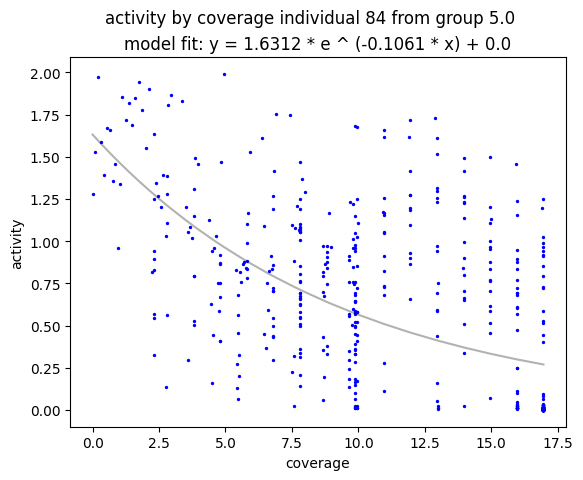 activity by coverage individual 84 from group 5.0
model fit: y = 1.6312 * e ^ (-0.1061 * x) + 0.0
2.00
1.75
1.50
1.25
1.00
0.75
0.50
0.25
0.00
activity
0.0 2.5 5.0 7.5 10.0 12.5 15.0 17.5
coverage